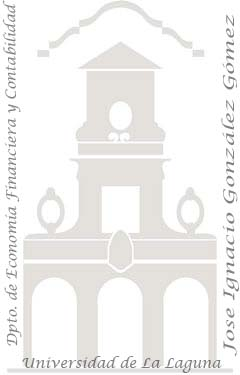 Dpto. de Economía Financiera y Contabilidad
Jose Ignacio González Gómez
Universidad de La Laguna